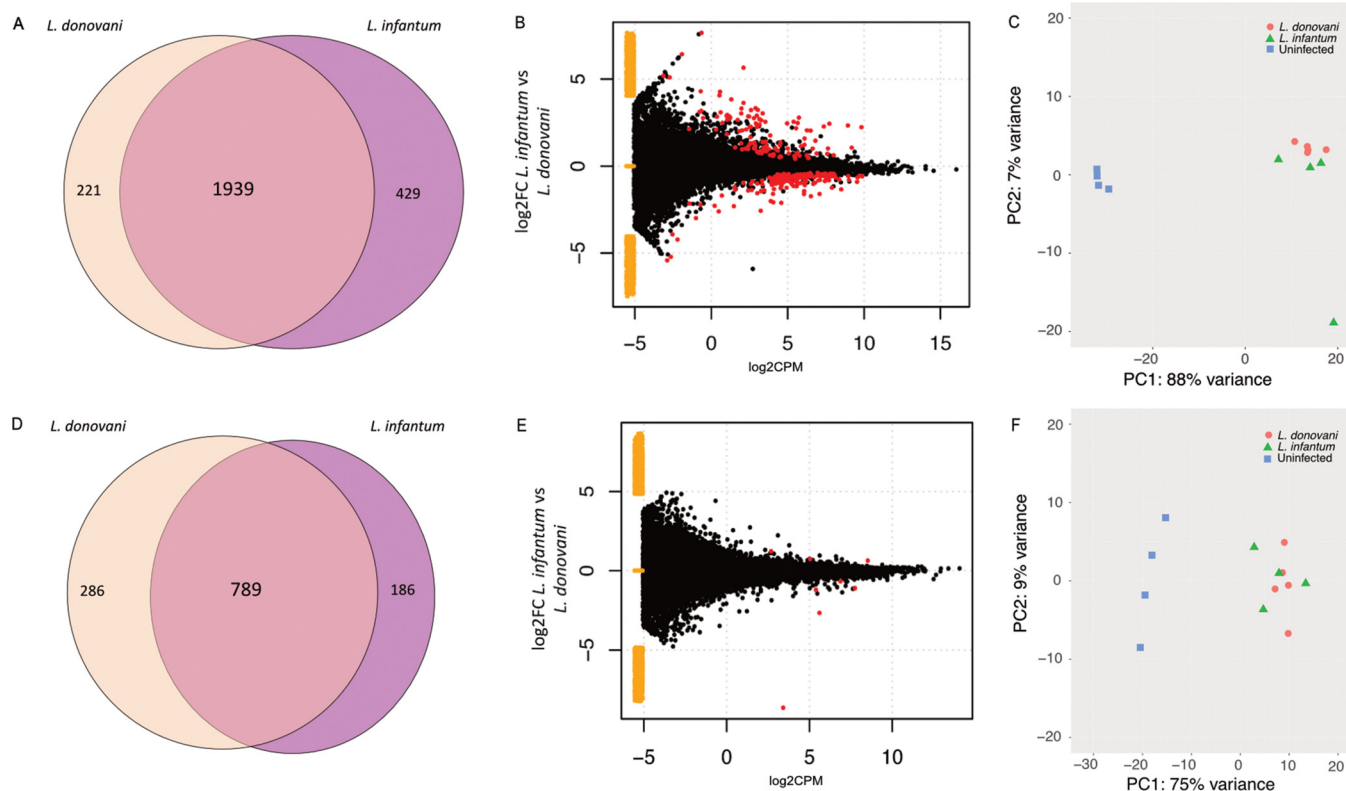 A
L. donovani
L. infantum
221
1939
429
B
log2FC L. infantum vs
L. donovani
5
0
−5
−5
0
5
10
15
log2CPM
C
L. donovani
L. infantum
Uninfected
PC2: 7% variance
20
10
0
−10
−20
−20
0
20
PC1: 88% variance
D
L. donovani
L. infantum
286
789
186
E
log2FC L. infantum vs
L. donovani
5
0
−5
−5
0
5
10
log2CPM
F
L. donovani
L. infantum
Uninfected
PC2: 9% variance
20
10
0
−10
−20
−30
−20
−10
0
10
20
PC1: 75% variance